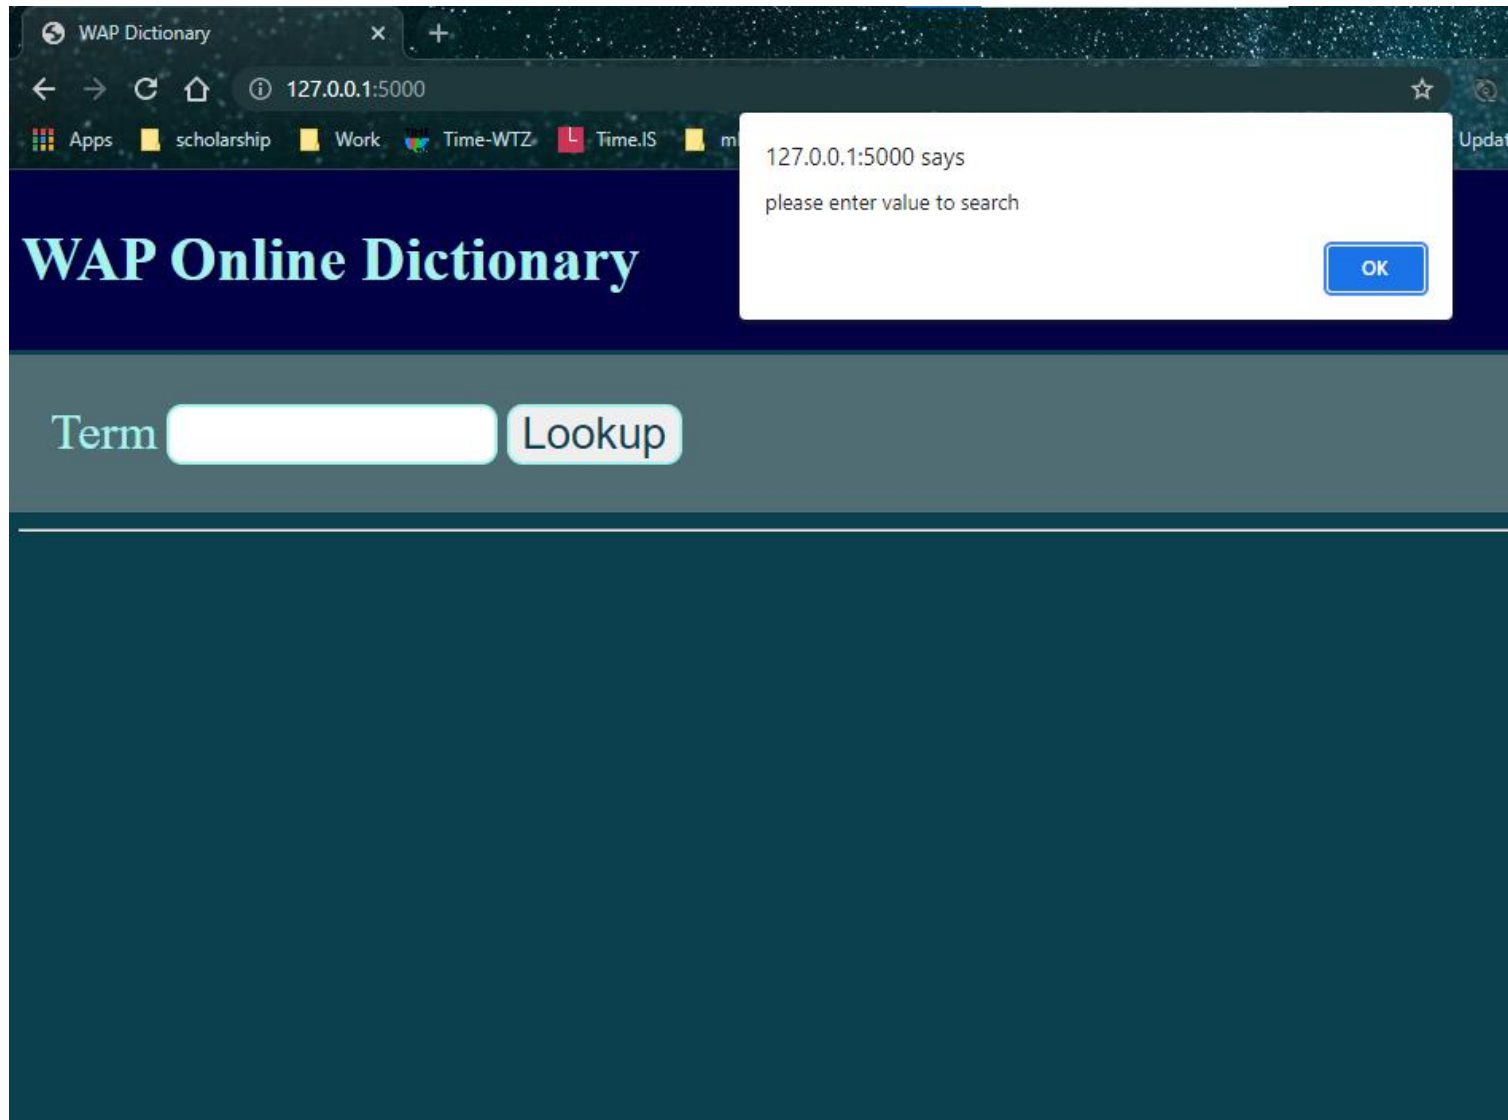 WAP Dictionary
127.0.0.1:5000
Apps scholarship Work Time-WTZ Time.IS
127.0.0.1:5000 says
please enter value to search
OK
WAP Online Dictionary
Term Lookup